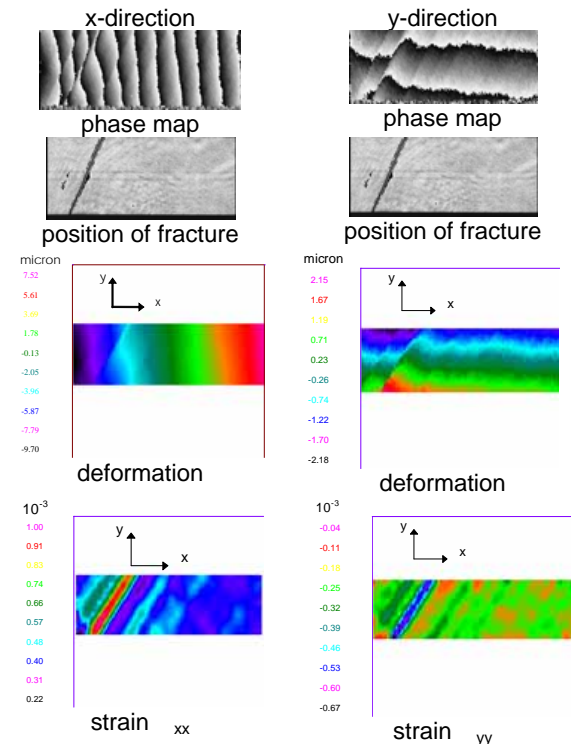 x-direction
phase map
position of fracture
micron
7.52
5.61
1.78
-0.13
-2.05
-3.96
-5.87
-7.79
-9.70
y
x
deformation
10-3
1.00
0.91
0.83
0.74
0.66
0.57
0.48
0.40
0.31
0.22
y
x
strain xx
y-direction
phase map
position of fracture
micron
2.15
1.67
1.19
0.71
0.23
-0.26
-0.74
-1.22
-1.70
-2.18
y
x
deformation
10-3
-0.04
-0.11
-0.18
-0.25
-0.32
-0.39
-0.46
-0.53
-0.60
-0.67
y
x
strain yy